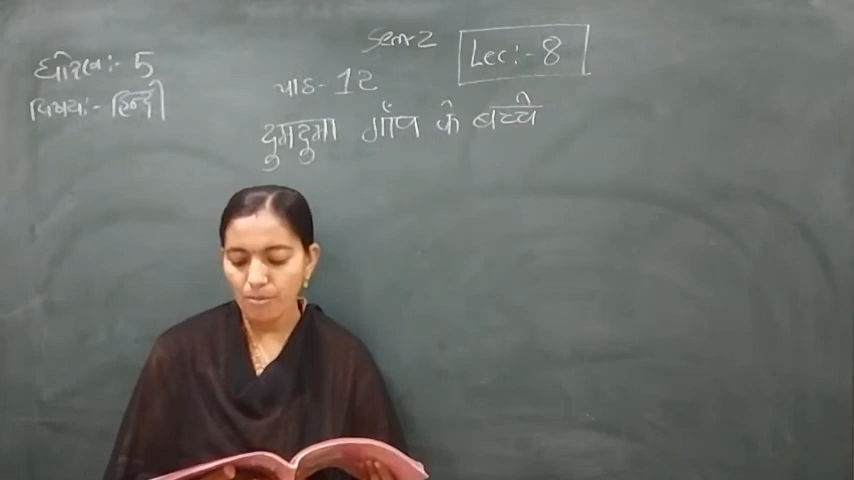 Sem-2
Lec:- 8
ધોરણ:- 5
પાઠ- 12
વિષય:- हिन्दी
दुमदुमा गाँव के बच्चे